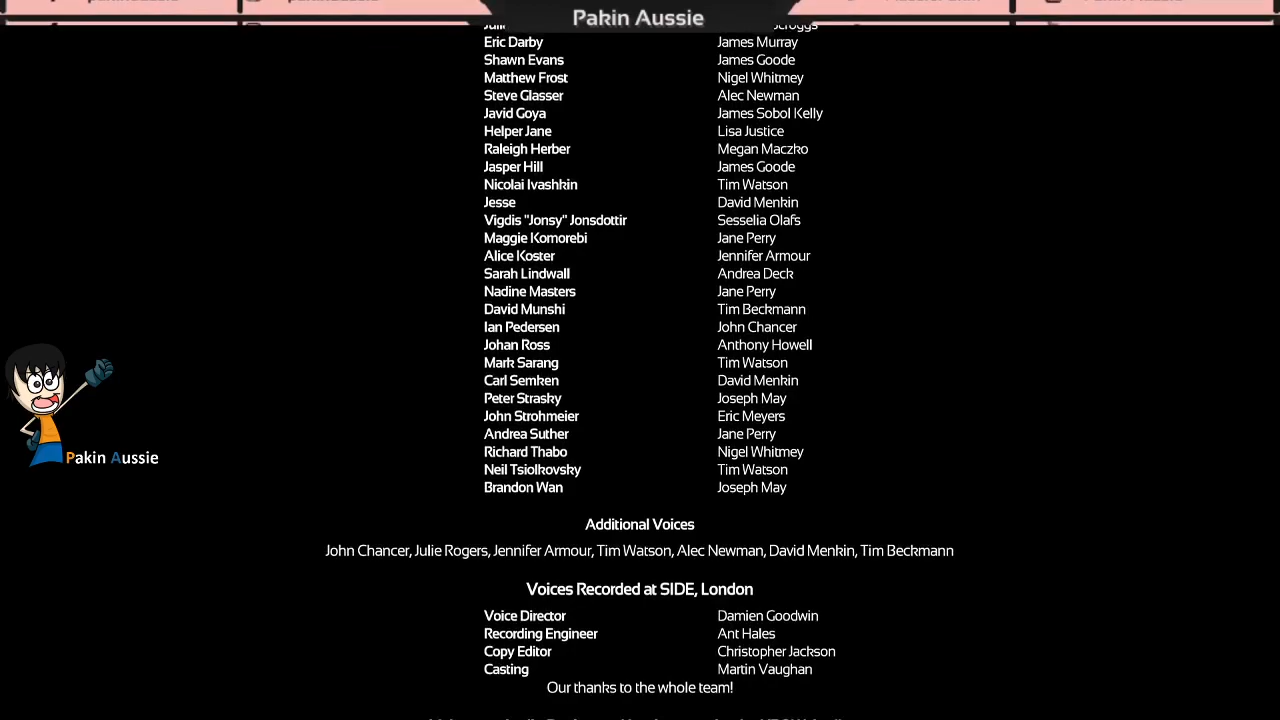 Pakin Aussie
Eric Darby James Murray
Shawn Evans James Goode
Matthew Frost Nigel Whitmey
Steve Glasser Alec Newman
Javid Goya James Sobol Kelly
Helper Jane Lisa Justice
Raleigh Herber Megan Maczko
Jasper Hill James Goode
Nicolai Ivashkin Tim Watson
Jesse David Menkin
Vigdis "Jonsy" Jonsdottir Sesselia Olafs
Maggie Komorebi Jane Perry
Alice Koster Jennifer Armour
Sarah Lindwall Andrea Deck
Nadine Masters Jane Perry
David Munshi Tim Beckmann
Ian Pedersen John Chancer
Johan Ross Anthony Howell
Mark Sarang Tim Watson
Carl Semken David Menkin
Peter Strasky Joseph May
John Strohmeier Eric Meyers
Andrea Suther Jane Perry
Richard Thabo Nigel Whitmey
Neil Tsiolkovsky Tim Watson
Brandon Wan Joseph May
Pakin Aussie
Additional Voices
John Chancer, Julie Rogers, Jennifer Armour, Tim Watson, Alec Newman, David Menkin, Tim Beckmann
Voices Recorded at SIDE, London
Voice Director Damien Goodwin
Recording Engineer Ant Hales
Copy Editor Christopher Jackson
Casting Martin Vaughan
Our thanks to the whole team!